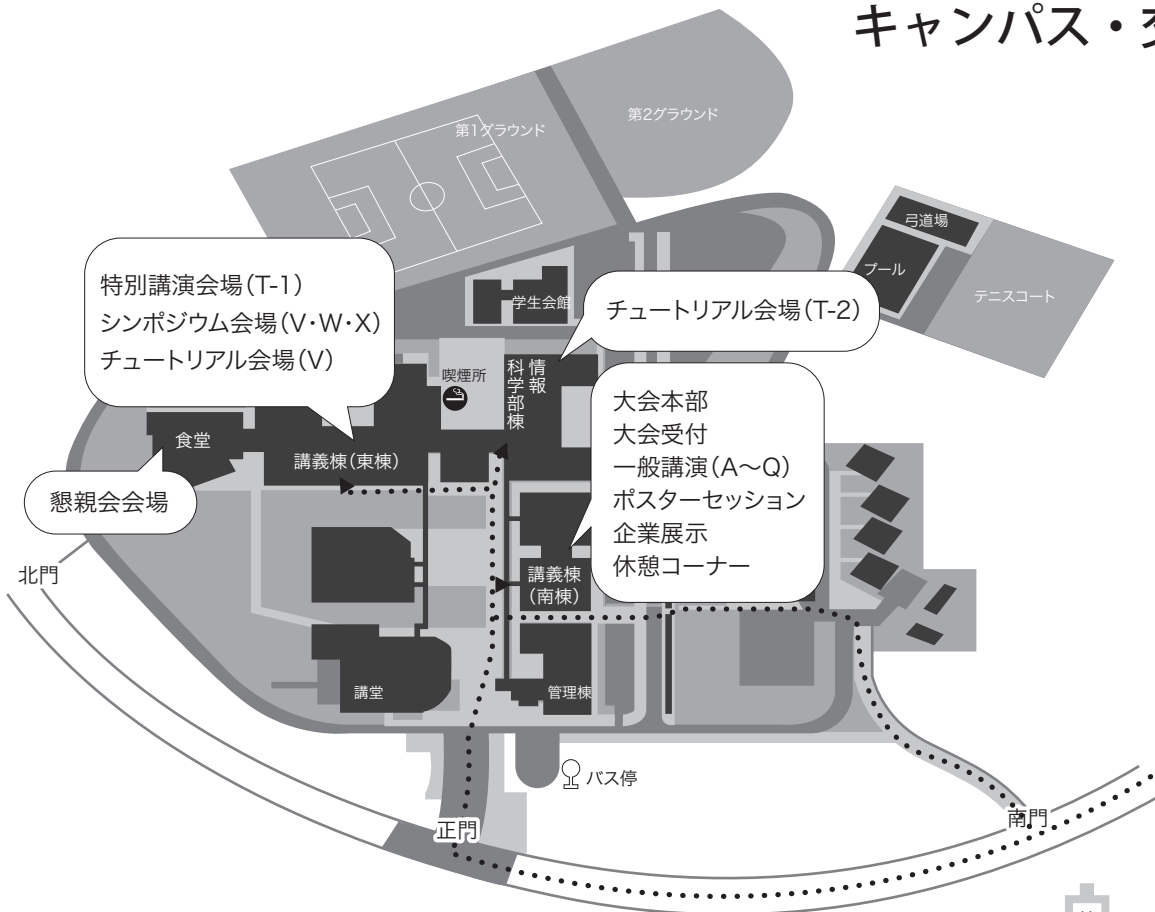 キャンパス・
第1グラウンド
第2グラウンド
弓道場
プール
テニスコート
学生会館
特別講演会場(T-1)
シンポジウム会場(V・W・X)
チュートリアル会場(V)
チュートリアル会場(T-2)
喫煙所
情報
科学部棟
大会本部
大会受付
一般講演(A～Q)
ポスターセッション
企業展示
休憩コーナー
食堂
講義棟(東棟)
懇親会会場
北門
講義棟
(南棟)
講堂
管理棟
バス停
正門
南門